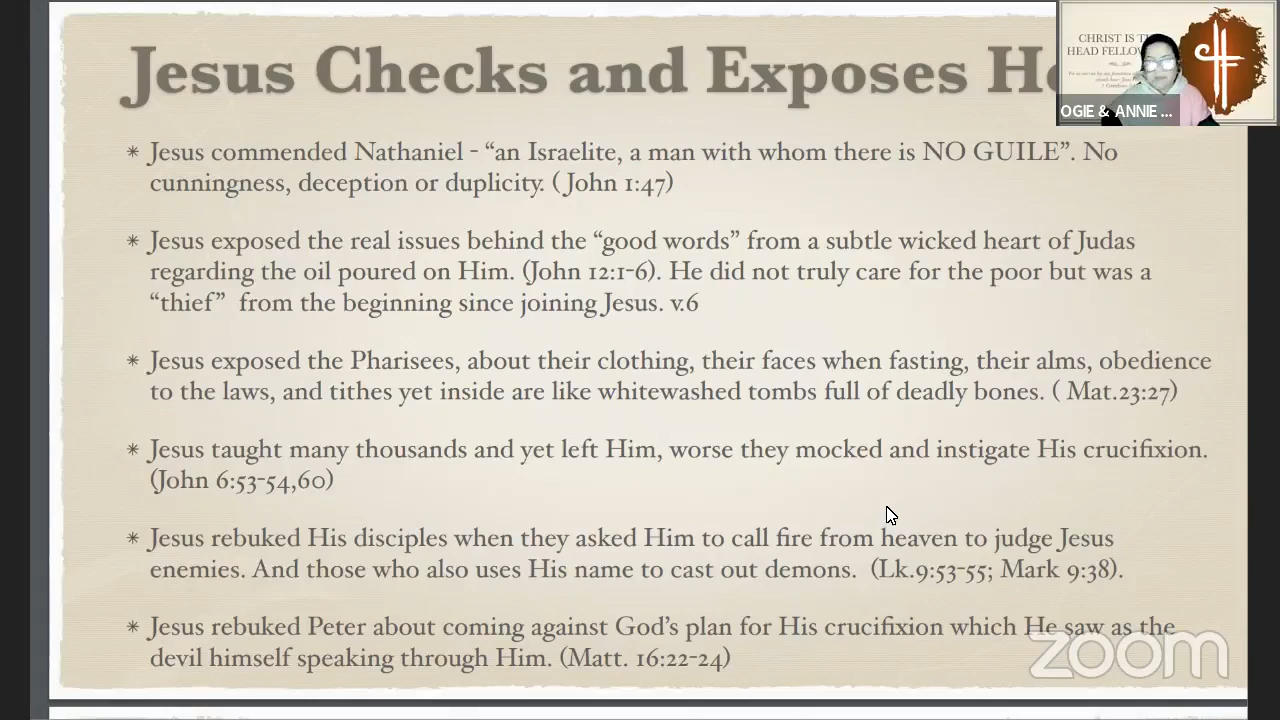 Jesus Checks and Exposes
* Jesus commended Nathaniel - “an Israelite, a man with whom there is NO GUILE”. No
cunningness, deception or duplicity. ( John 1:47)
* Jesus exposed the real issues behind the “good words” from a subtle wicked heart of Judas
regarding the oil poured on Him. (John 12:1-6). He did not truly care for the poor but was a
“thief” from the beginning since joining Jesus. v.6
* Jesus exposed the Pharisees, about their clothing, their faces when fasting, their alms, obedience
to the laws, and tithes yet inside are like whitewashed tombs full of deadly bones. ( Mat.23:27)
* Jesus taught many thousands and yet left Him, worse they mocked and instigate His crucifixion.
(John 6:53-54,60)
* Jesus rebuked His disciples when they asked Him to call fire from heaven to judge Jesus
enemies. And those who also uses His name to cast out demons. (Lk.9:53-55; Mark 9:38).
* Jesus rebuked Peter about coming against God’s plan for His crucifixion which He saw as the
devil himself speaking through Him. (Matt. 16:22-24)
CHRIST IS
HEAD
OGIE & ANNIE ...
zoom